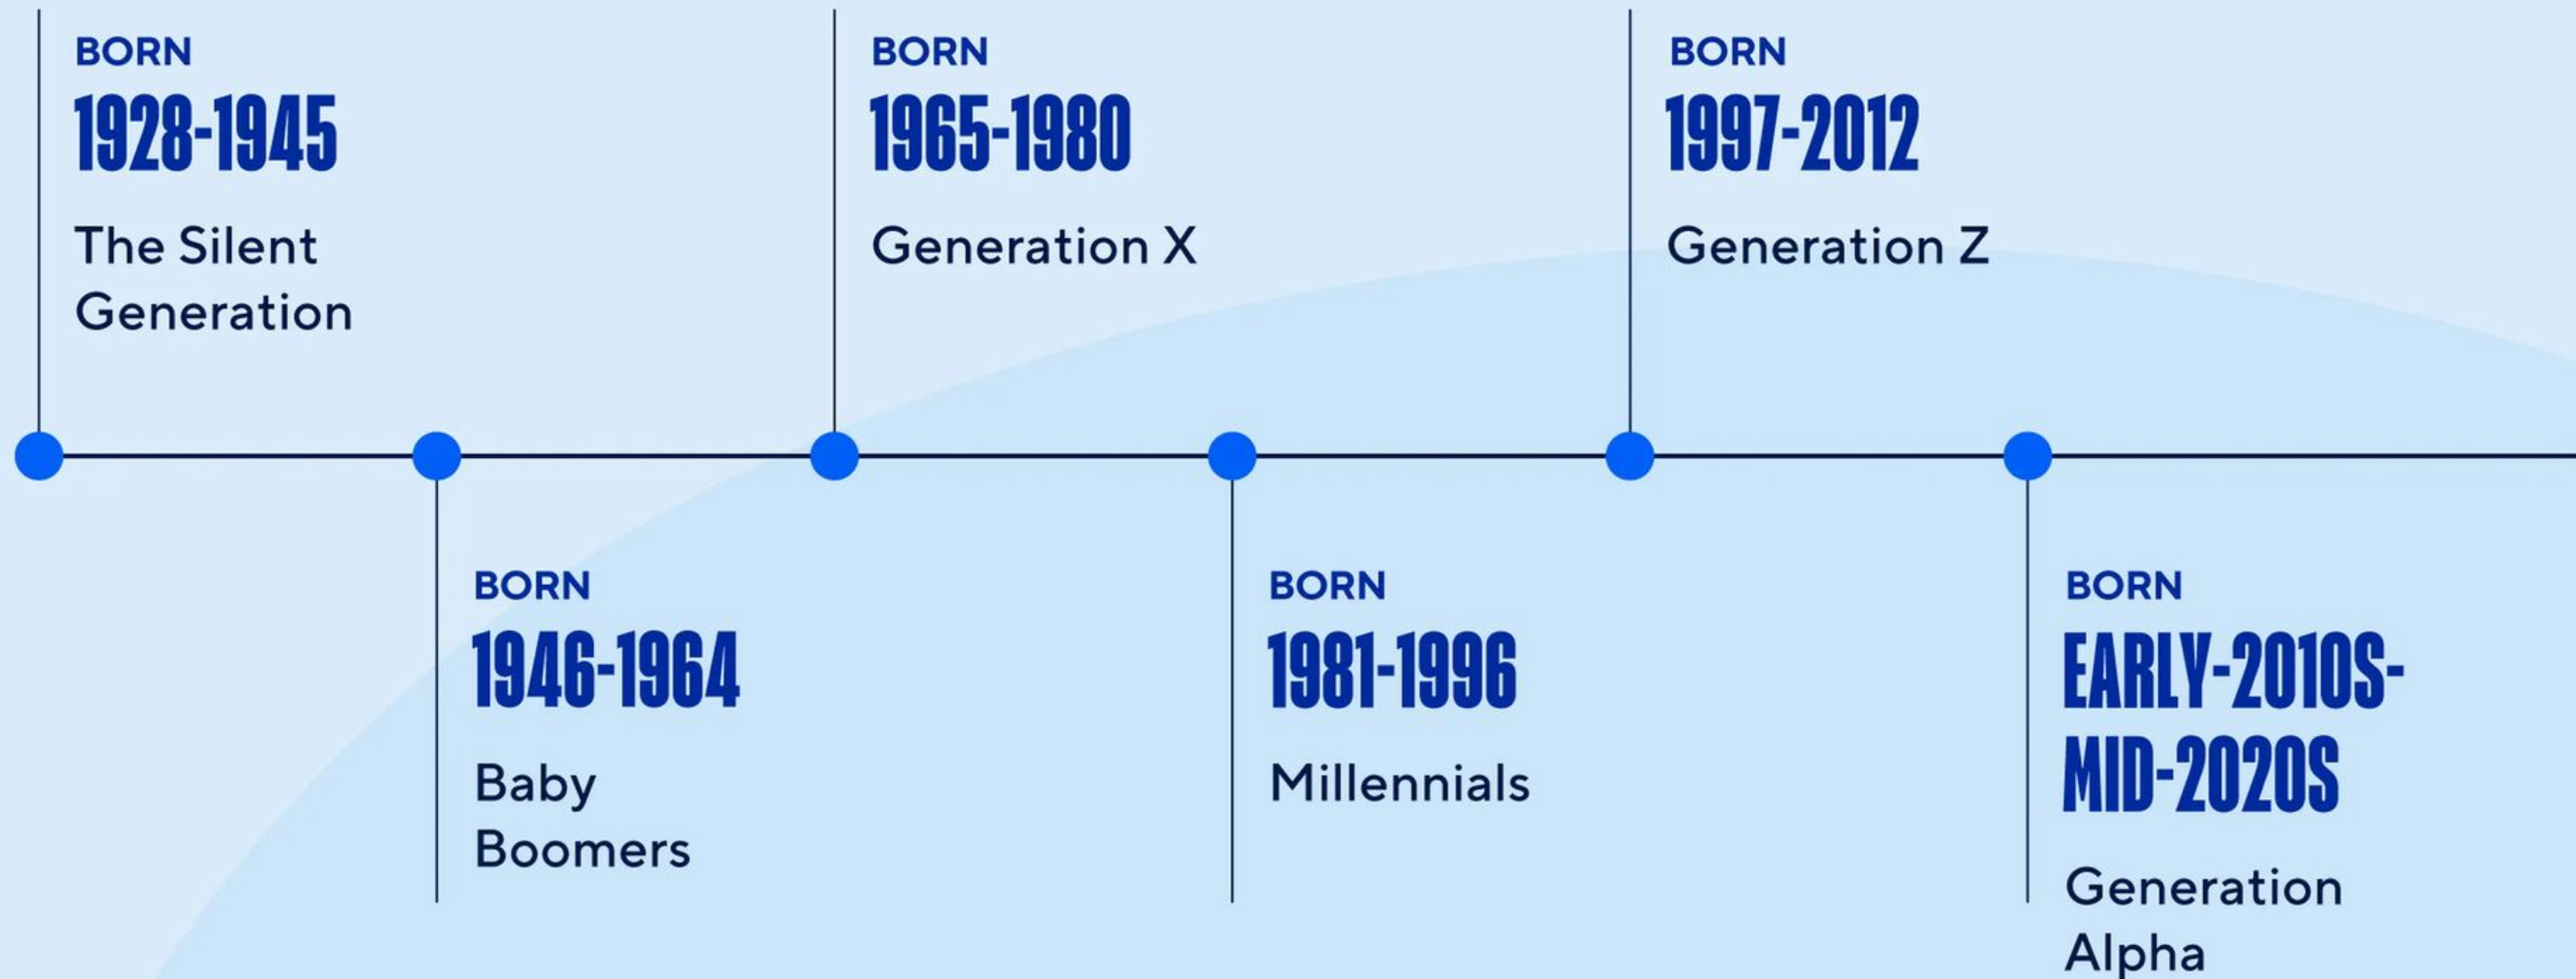 BORN
1928-1945
The Silent
Generation
BORN
1946-1964
Baby
Boomers
BORN
1965-1980
Generation X
BORN
1981-1996
Millennials
BORN
1997-2012
Generation Z
BORN
EARLY-2010S-
MID-2020S
Generation
Alpha